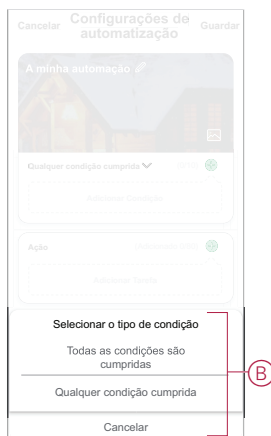 Cancelar
Configurações de
automatização
Guardar
A minha automação
Qualquer condição cumprida
Adicionar Condição
Ação
Adicionar Tarefa
Selecionar o tipo de condição
Todas as condições são
cumpridas
Qualquer condição cumprida
B
Cancelar